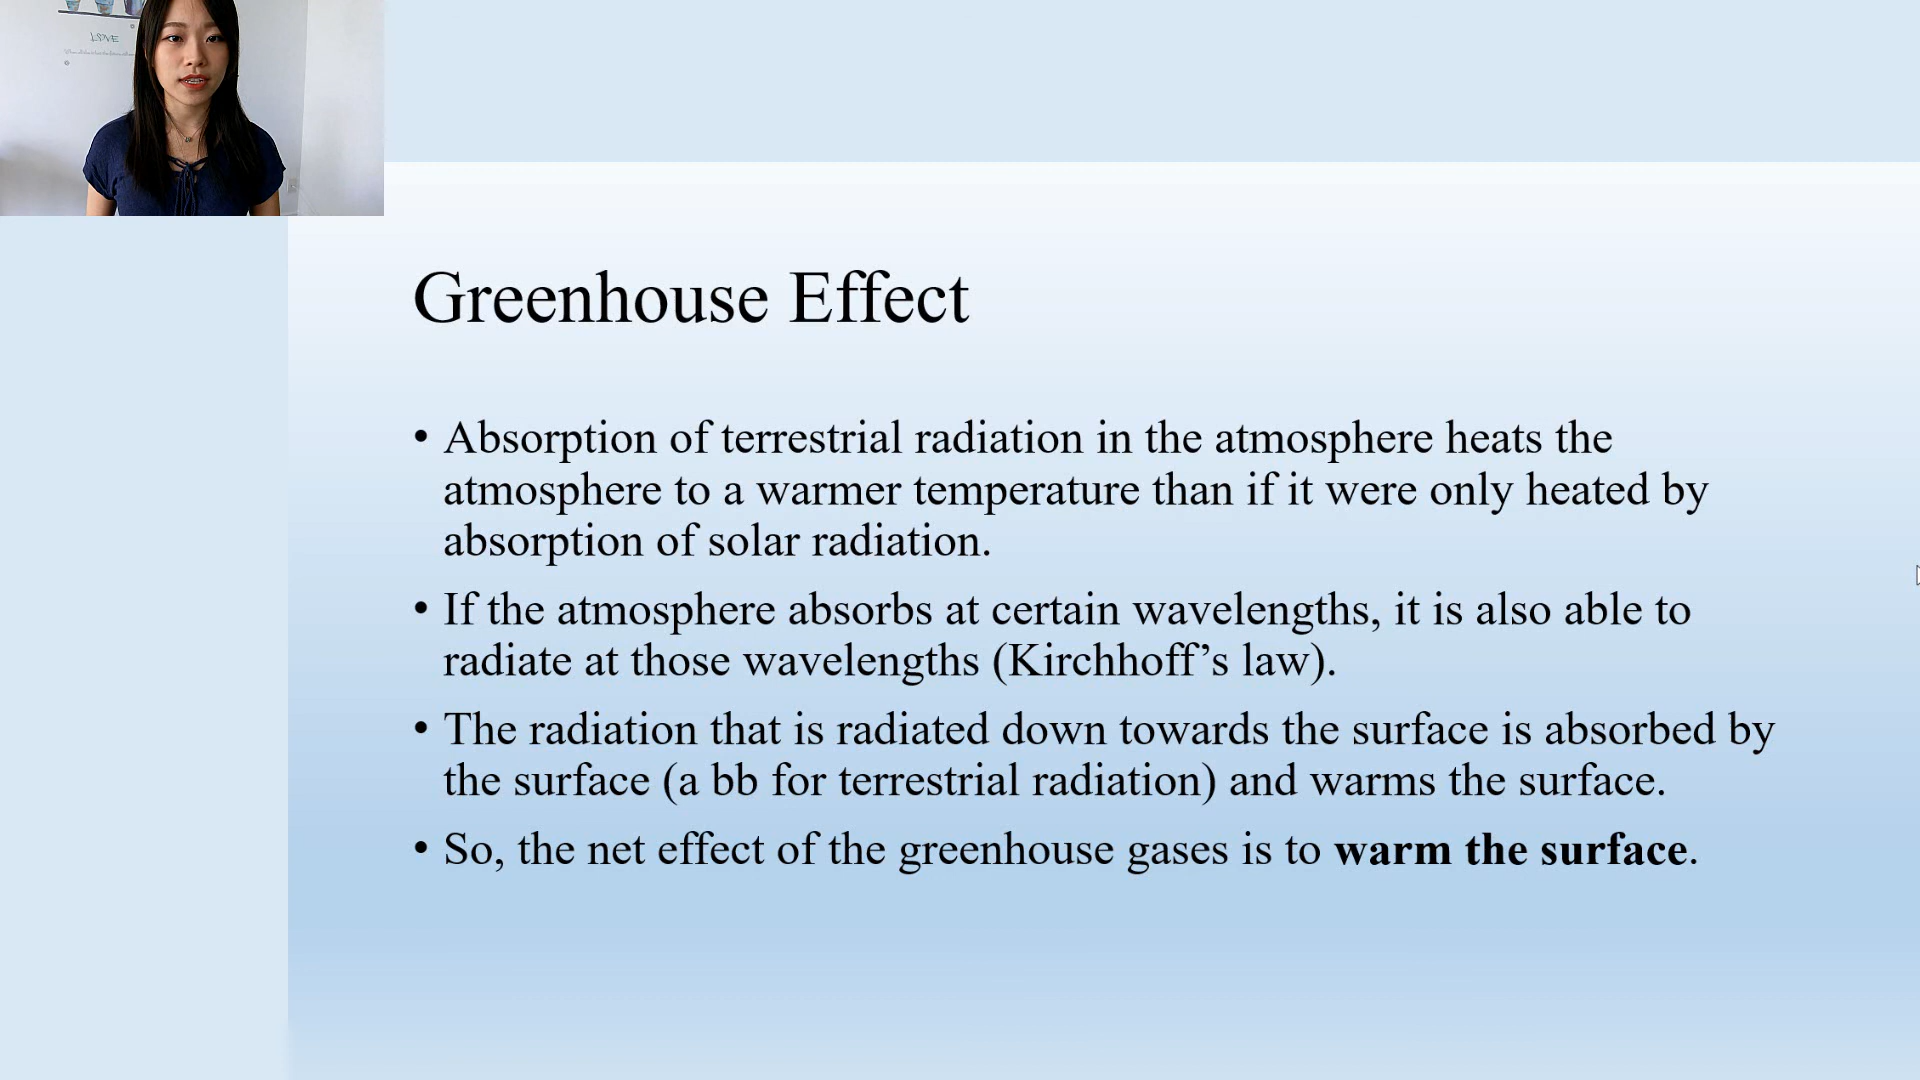 LOVE
Greenhouse Effect
• Absorption of terrestrial radiation in the atmosphere heats the
atmosphere to a warmer temperature than if it were only heated by
absorption of solar radiation.
• If the atmosphere absorbs at certain wavelengths, it is also able to
radiate at those wavelengths (Kirchhoff’s law).
• The radiation that is radiated down towards the surface is absorbed by
the surface (a bb for terrestrial radiation) and warms the surface.
• So, the net effect of the greenhouse gases is to warm the surface.